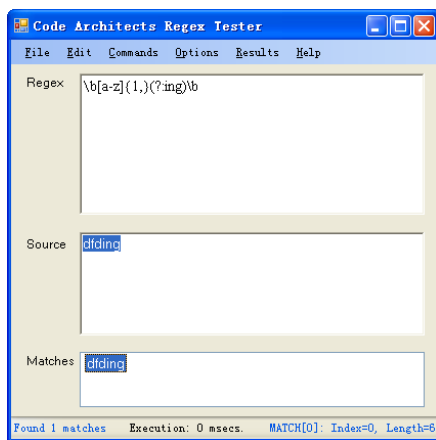 Code Architects Regex Tester
File Edit Commands Options Results Help
Regex
\b[a-z]{1,}(?:ing)\b
Source
dfding
Matches
dfding
Found 1 matches Execution: 0 msecs. MATCH[0]: Index=0, Length=6